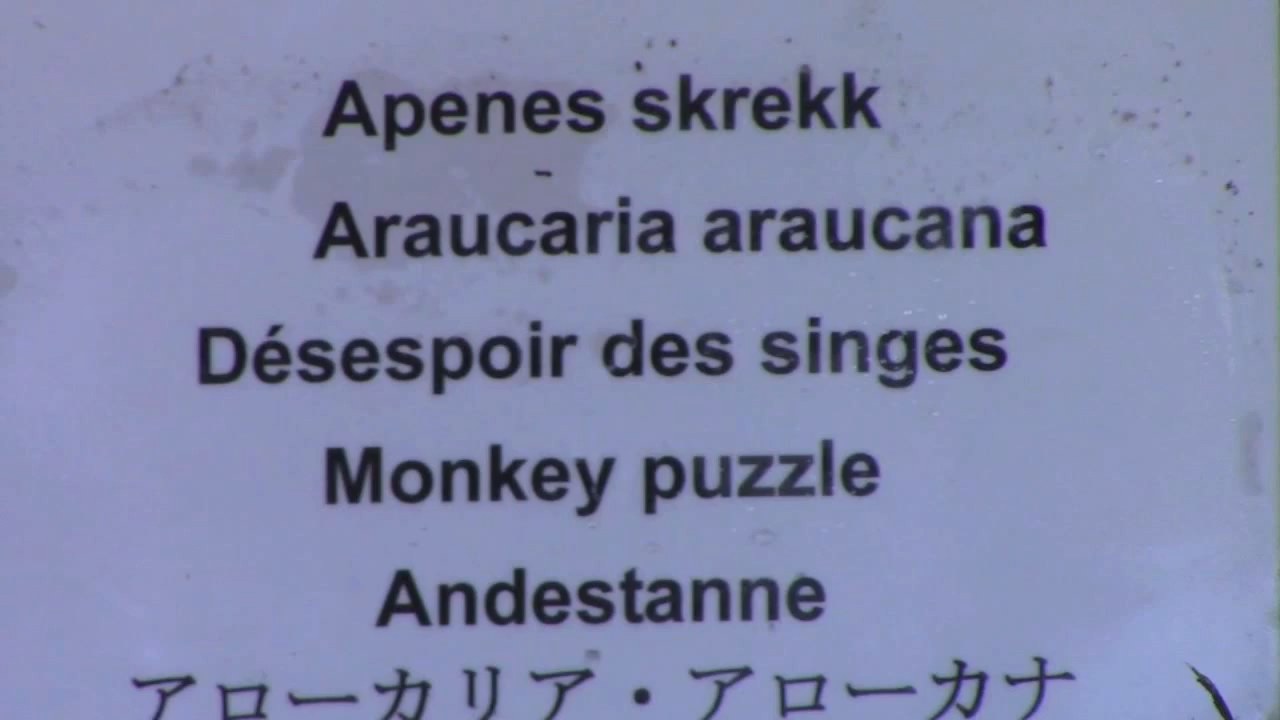 Apenes skrekk
Araucaria araucana
Désespoir des singes
Monkey puzzle
Andestanne
アローカリア・アローカナ